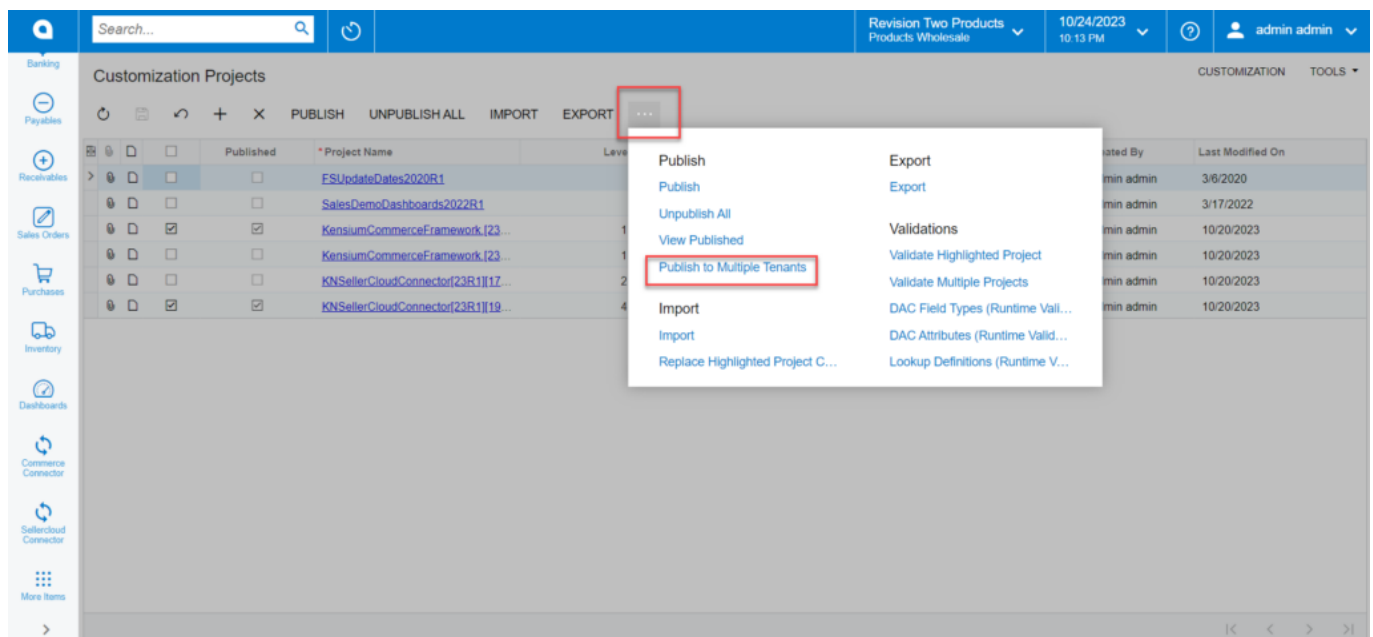 Search...
Revision Two Products
Products Wholesale
10/24/2023
10:13 PM
admin admin
Banking
Customization Projects
CUSTOMIZATION
TOOLS
PUBLISH
UNPUBLISH ALL
IMPORT
EXPORT
...
Payables
Published
*Project Name
Leve
ated By
Last Modified On
Receivables
FSUpdateDates2020R1
min admin
3/6/2020
SalesDemoDashboards2022R1
min admin
3/17/2022
Sales Orders
KensiumCommerceFramework.[23...
1
min admin
10/20/2023
KensiumCommerceFramework.[23...
1
min admin
10/20/2023
Purchases
KNSellerCloudConnector[23R1][17...
2
min admin
10/20/2023
KNSellerCloudConnector[23R1][19...
4
min admin
10/20/2023
Publish
Publish
Unpublish All
View Published
Publish to Multiple Tenants
Import
Import
Replace Highlighted Project C...
Export
Export
Validations
Validate Highlighted Project
Validate Multiple Projects
DAC Field Types (Runtime Vali...
DAC Attributes (Runtime Valid...
Lookup Definitions (Runtime V...
Inventory
Dashboards
Commerce
Connector
Sellercloud
Connector
More Items